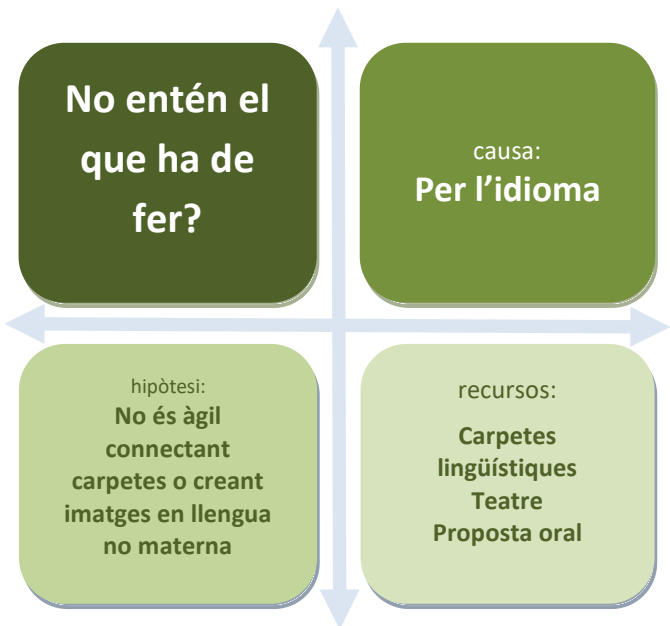 No entén el
que ha de
fer?
causa:
Per l’idioma
hipòtesi:
No és àgil
connectant
carpetes o creant
imatges en llengua
no materna
recursos:
Carpetes
lingüístiques
Teatre
Proposta oral